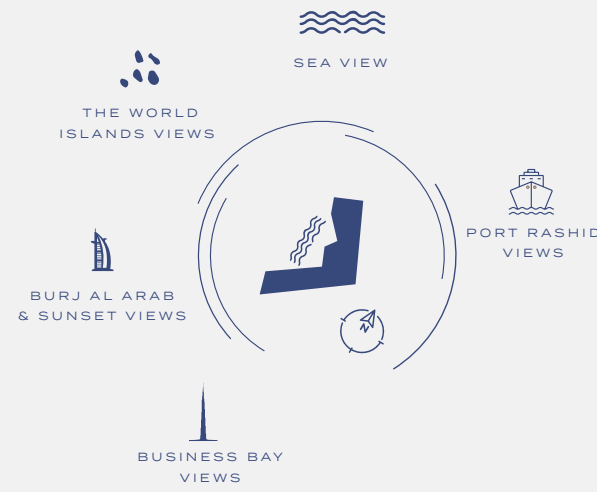 SEA VIEW
THE WORLD
ISLANDS VIEWS
PORT RASHID
VIEWS
BURJ AL ARAB
& SUNSET VIEWS
N
BUSINESS BAY
VIEWS